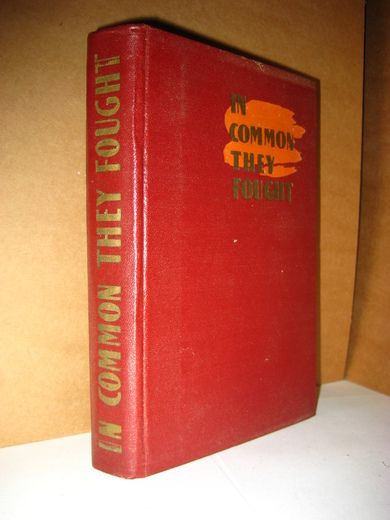 IN COMMON THEY FOUGHT
IN
COMMON
THEY
FOUGHT